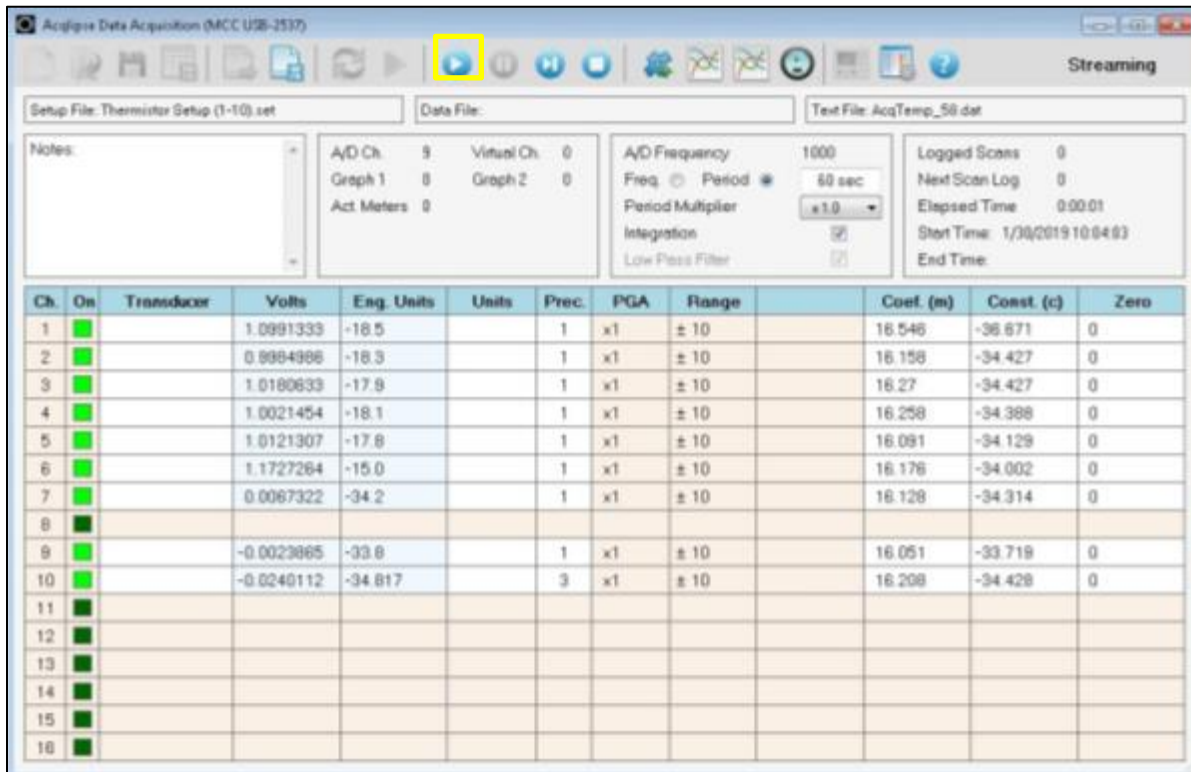 Acqlipse Data Acquisition (MCC USB-2537)
Streaming
Setup File: Thermistor Setup (1-10).set Data File: Text File: AcqTemp_58.dat
Notes:
A/D Ch. 9 Virtual Ch. 0
Graph 1 0 Graph 2 0
Act. Meters 0
A/D Frequency 1000
Freq. Period 60 sec
Period Multiplier x1.0
Integration
Low Pass Filter
Logged Scans 0
Next Scan Log 0
Elapsed Time 0:00:01
Start Time: 1/30/2019 10:04:03
End Time:
Ch. On Transducer Volts Eng. Units Units Prec. PGA Range Coef. (m) Const. (c) Zero
1 1.0991333 -18.5 1 x1 ± 10 16.546 -36.671 0
2 0.9984986 -18.3 1 x1 ± 10 16.158 -34.427 0
3 1.0180633 -17.9 1 x1 ± 10 16.27 -34.427 0
4 1.0021454 -18.1 1 x1 ± 10 16.258 -34.388 0
5 1.0121307 -17.8 1 x1 ± 10 16.091 -34.129 0
6 1.1727264 -15.0 1 x1 ± 10 16.176 -34.002 0
7 0.0067322 -34.2 1 x1 ± 10 16.128 -34.314 0
8
9 -0.0023865 -33.8 1 x1 ± 10 16.051 -33.719 0
10 -0.0240112 -34.817 3 x1 ± 10 16.208 -34.428 0
11
12
13
14
15
16